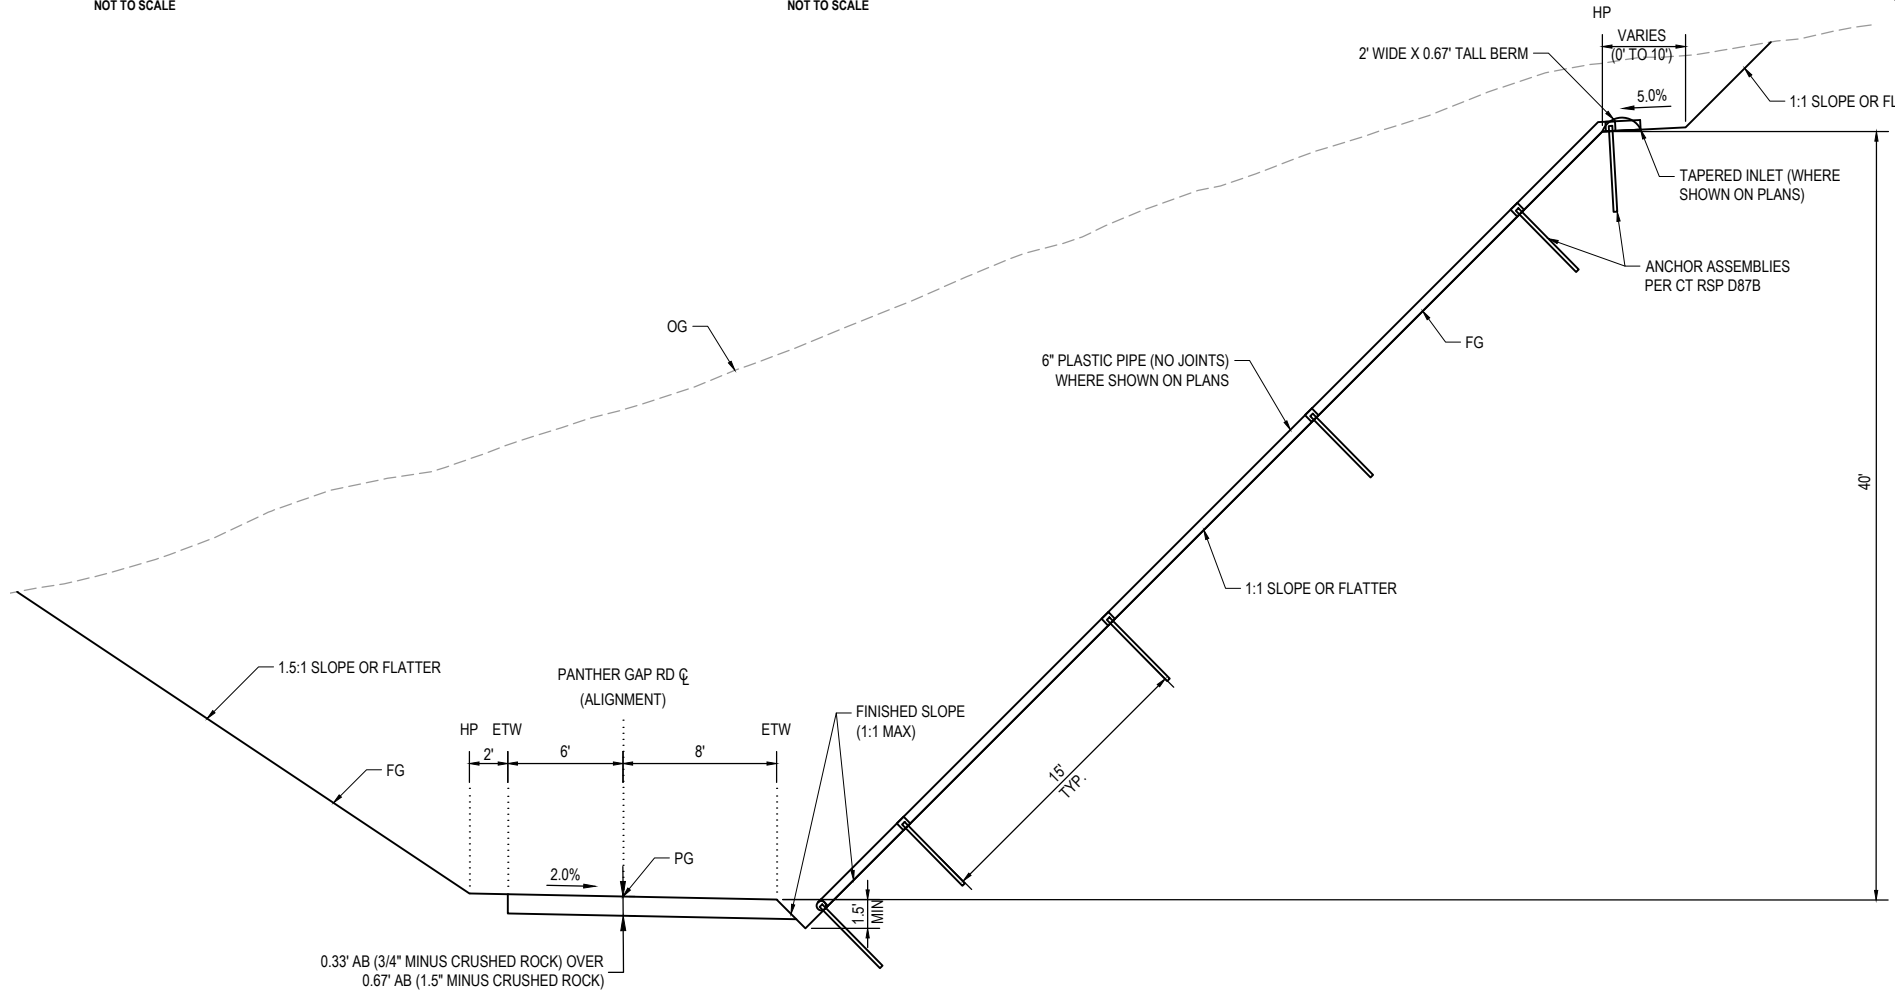 NOT TO SCALE
NOT TO SCALE
HP
VARIES
(0' TO 10')
2' WIDE X 0.67' TALL BERM
5.0%
1:1 SLOPE OR FL
TAPERED INLET (WHERE
SHOWN ON PLANS)
ANCHOR ASSEMBLIES
PER CT RSP D87B
OG
FG
6" PLASTIC PIPE (NO JOINTS)
WHERE SHOWN ON PLANS
40'
1:1 SLOPE OR FLATTER
1.5:1 SLOPE OR FLATTER
PANTHER GAP RD ℄
(ALIGNMENT)
FINISHED SLOPE
(1:1 MAX)
HP
ETW
ETW
2'
6'
8'
FG
15'
TYP.
PG
2.0%
1.5'
MIN
0.33' AB (3/4" MINUS CRUSHED ROCK) OVER
0.67' AB (1.5" MINUS CRUSHED ROCK)